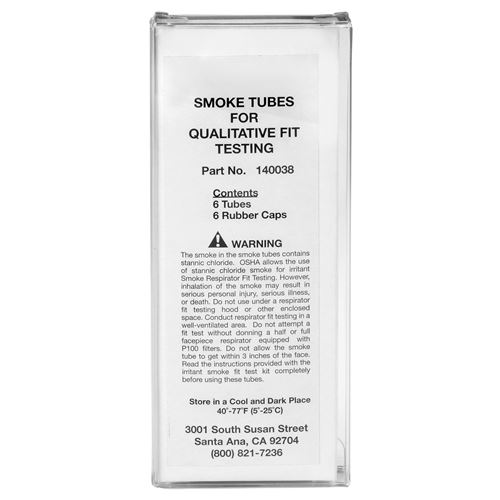 SMOKE TUBES
FOR
QUALITATIVE FIT
TESTING
Part No. 140038
Contents
6 Tubes
6 Rubber Caps
WARNING
The smoke in the smoke tubes contains
stannic chloride. OSHA allows the use
of stannic chloride smoke for irritant
Smoke Respirator Fit Testing. However,
inhalation of the smoke may result in
serious personal injury, serious illness,
or death. Do not use under a respirator
fit testing hood or other enclosed
space. Conduct respirator fit testing in a
well-ventilated area. Do not attempt a
fit test without donning a half or full
facepiece respirator equipped with
P100 filters. Do not allow the smoke
tube to get within 3 inches of the face.
Read the instructions provided with the
irritant smoke fit test kit completely
before using these tubes.
Store in a Cool and Dark Place
40°-77°F (5°-25°C)
3001 South Susan Street
Santa Ana, CA 92704
(800) 821-7236